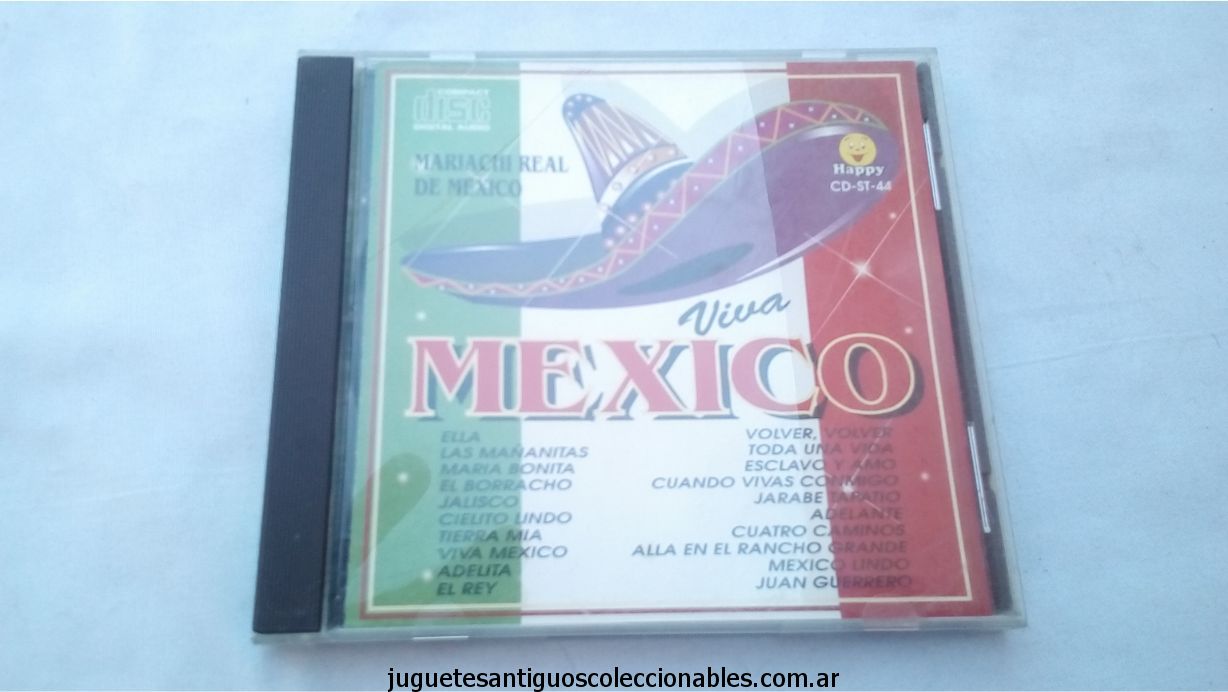 COMPACT
disc
DIGITAL AUDIO
MARIACHI REAL
DE MEXICO
Happy
CD-ST-44
Viva
MEXICO
ELLA
LAS MAÑANITAS
MARIA BONITA
EL BORRACHO
JALISCO
CIELITO LINDO
TIERRA MIA
VIVA MEXICO
ADELITA
EL REY
VOLVER, VOLVER
TODA UNA VIDA
ESCLAVO Y AMO
CUANDO VIVAS CONMIGO
JARABE TAPATIO
ADELANTE
CUATRO CAMINOS
ALLA EN EL RANCHO GRANDE
MEXICO LINDO
JUAN GUERRERO
juguetesantiguoscoleccionables.com.ar